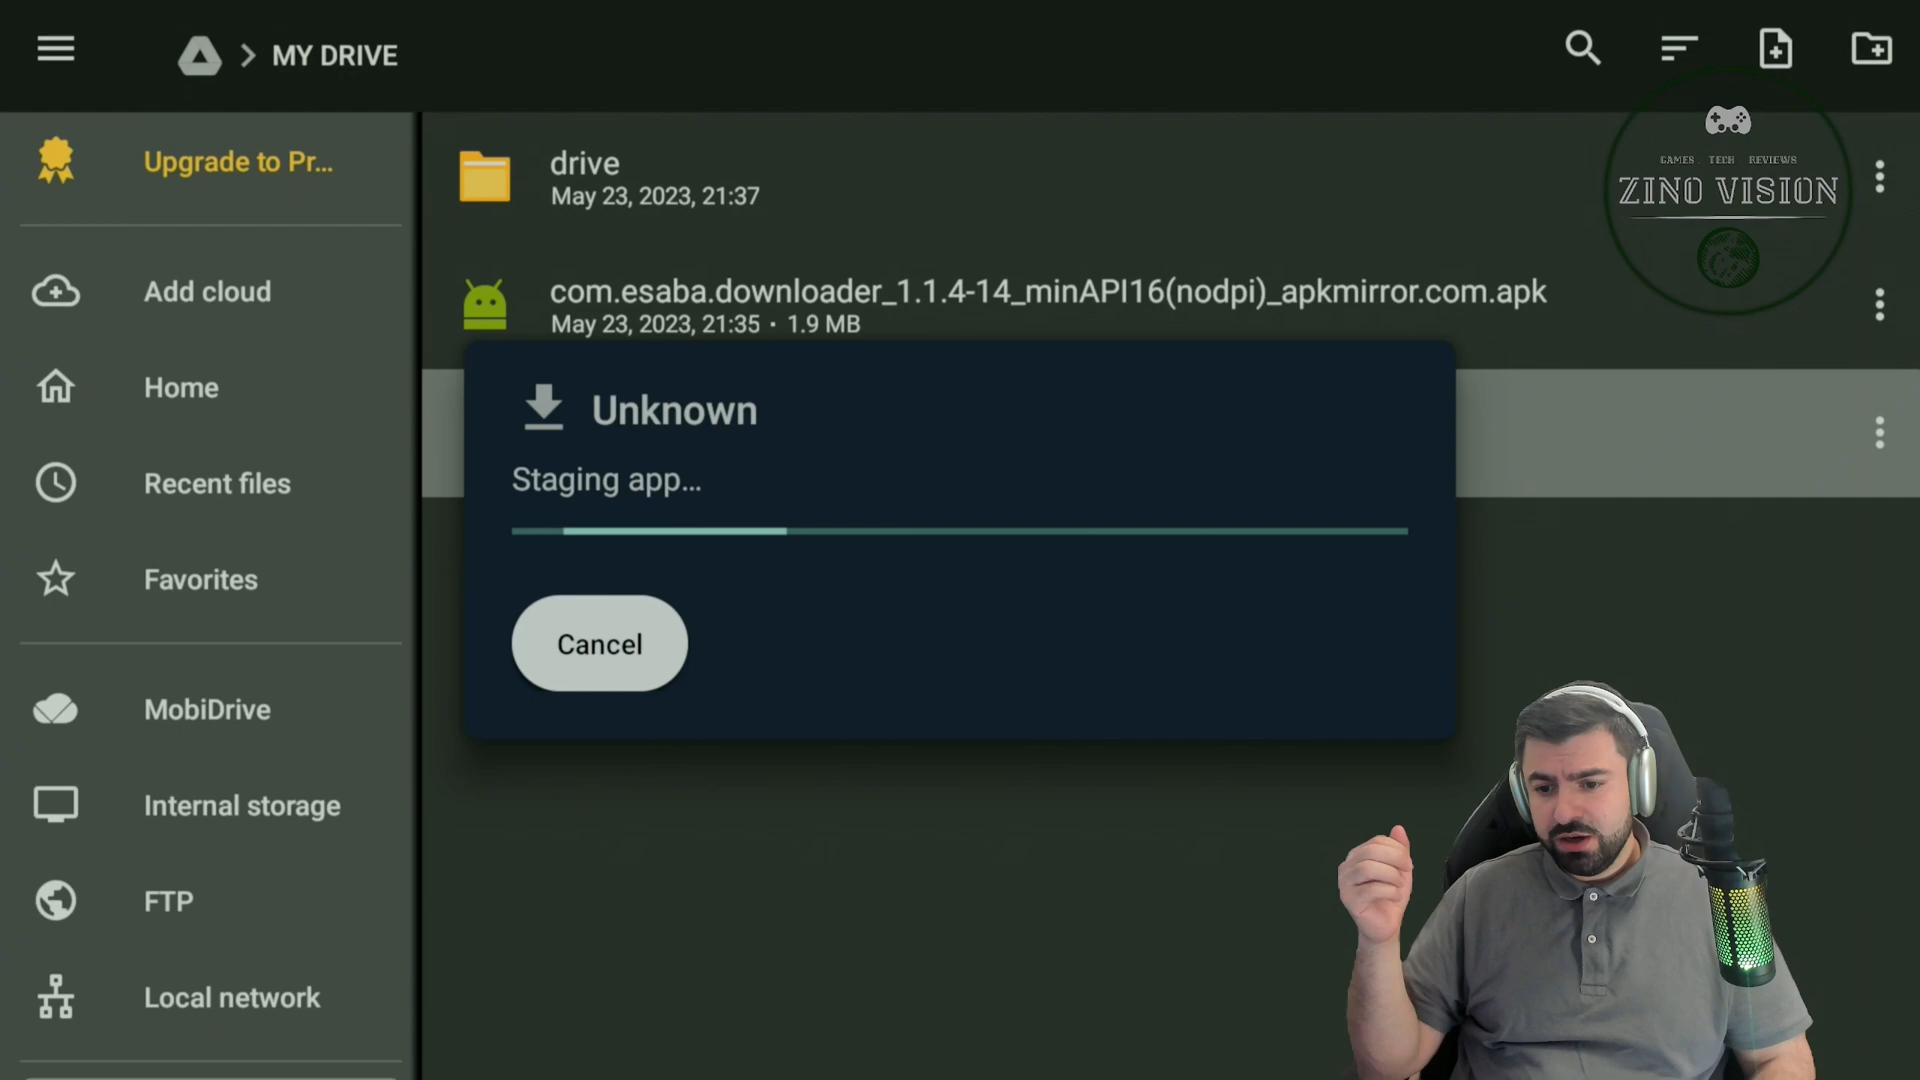 MY DRIVE
Upgrade to Pr...
Add cloud
Home
Recent files
Favorites
MobiDrive
Internal storage
FTP
Local network
drive
May 23, 2023, 21:37
com.esaba.downloader_1.1.4-14_minAPI16(nodpi)_apkmirror.com.apk
May 23, 2023, 21:35 • 1.9 MB
Unknown
Staging app...
Cancel
GAMES . TECH . REVIEWS
ZINO VISION